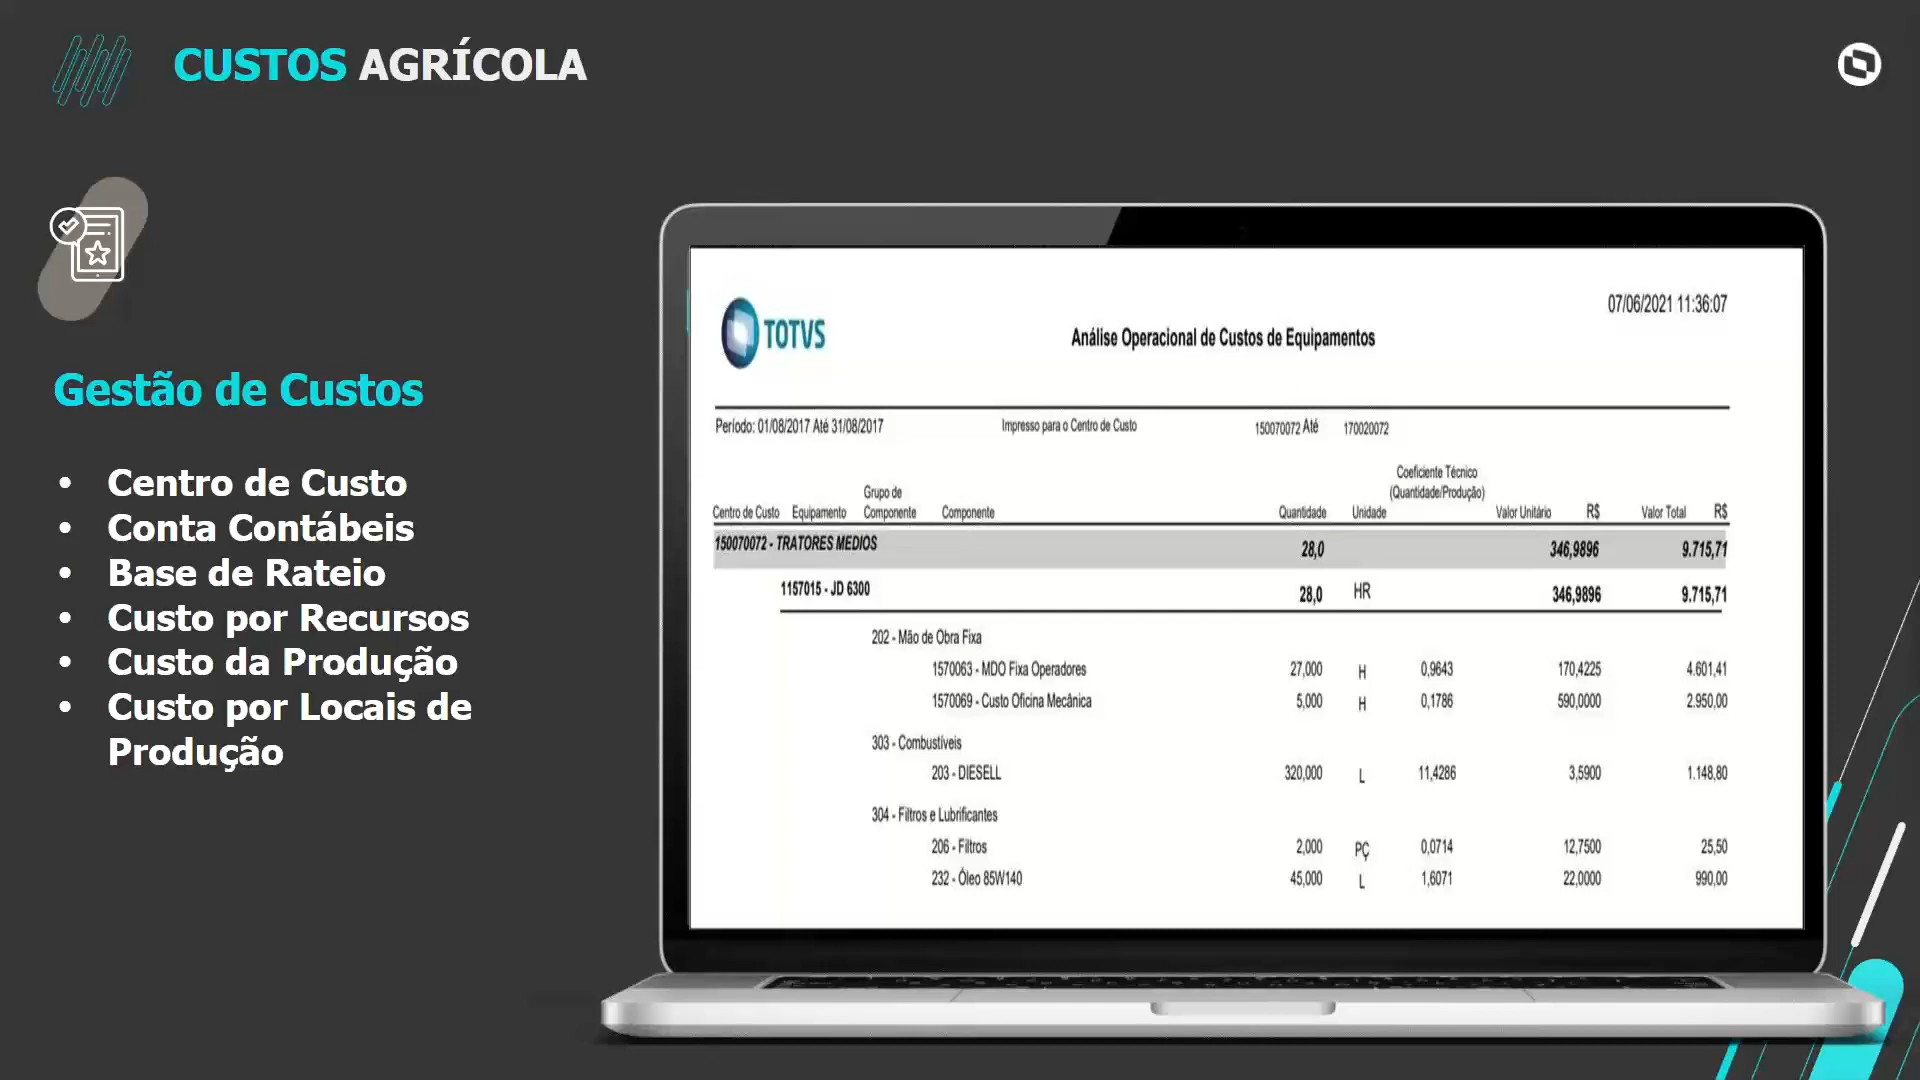 CUSTOS AGRÍCOLA
Gestão de Custos
• Centro de Custo
• Conta Contábeis
• Base de Rateio
• Custo por Recursos
• Custo da Produção
• Custo por Locais de
Produção
07/06/2021 11:36:07
TOTVS
Análise Operacional de Custos de Equipamentos
Período: 01/08/2017 Até 31/08/2017 Impresso para o Centro de Custo 150070072 Até 170020072
Coeficiente Técnico
Grupo de (Quantidade/Produção)
Centro de Custo Equipamento Componente Componente Quantidade Unidade Valor Unitário R$ Valor Total R$
150070072 - TRATORES MEDIOS 28,0 346,9896 9.715,71
1157015 - JD 6300 28,0 HR 346,9896 9.715,71
202 - Mão de Obra Fixa
1570063 - MDO Fixa Operadores 27,000 H 0,9643 170,4225 4.601,41
1570069 - Custo Oficina Mecânica 5,000 H 0,1786 590,0000 2.950,00
303 - Combustíveis
203 - DIESELL 320,000 L 11,4286 3,5900 1.148,80
304 - Filtros e Lubrificantes
206 - Filtros 2,000 PÇ 0,0714 12,7500 25,50
232 - Óleo 85W140 45,000 L 1,6071 22,0000 990,00